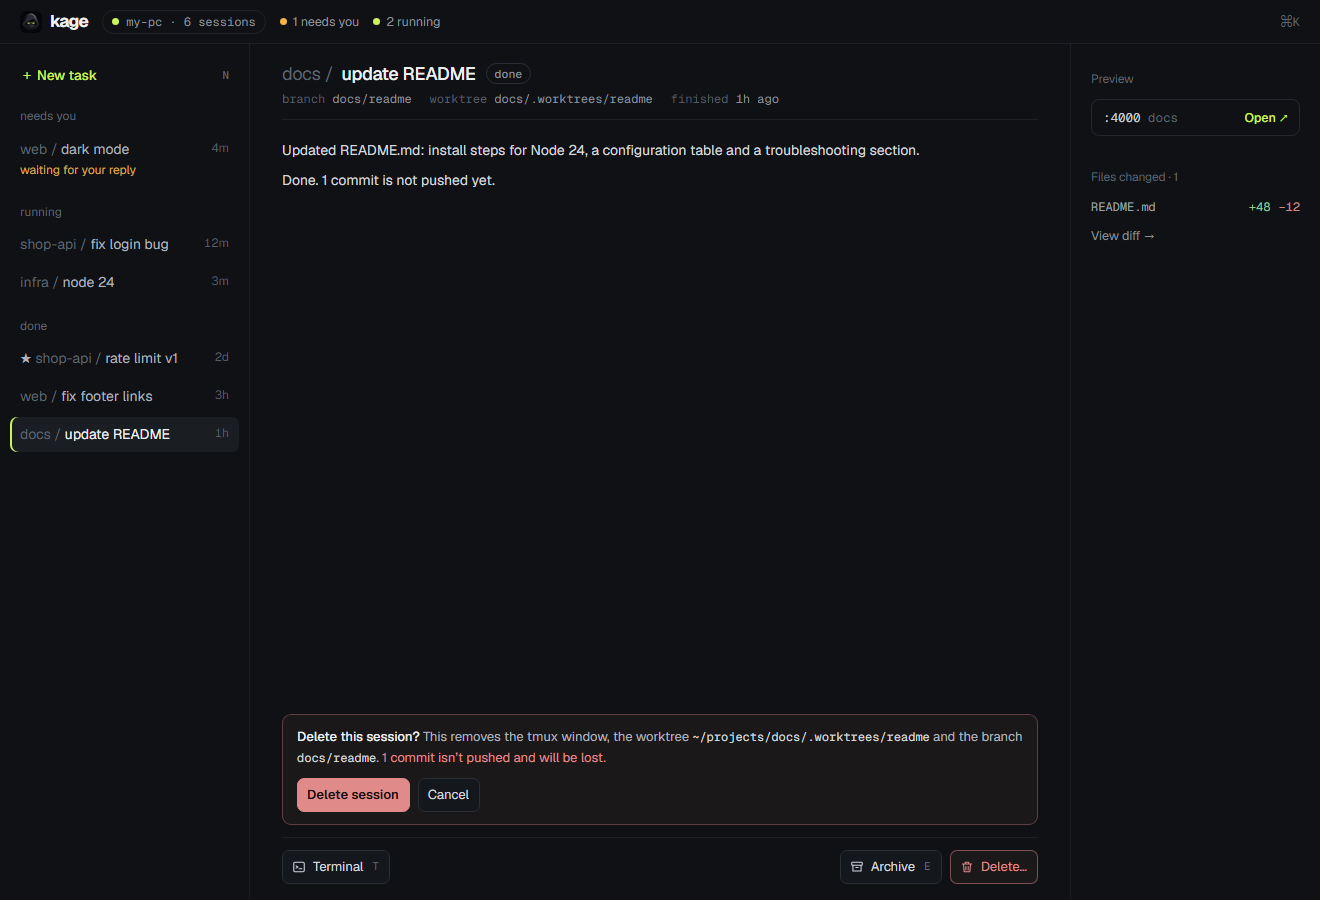 kage
my-pc · 6 sessions
1 needs you
2 running
⌘K
+ New task N
needs you
web / dark mode 4m
waiting for your reply
running
shop-api / fix login bug 12m
infra / node 24 3m
done
★ shop-api / rate limit v1 2d
web / fix footer links 3h
docs / update README 1h
docs / update README done
branch docs/readme worktree docs/.worktrees/readme finished 1h ago
Updated README.md: install steps for Node 24, a configuration table and a troubleshooting section.
Done. 1 commit is not pushed yet.
Delete this session? This removes the tmux window, the worktree ~/projects/docs/.worktrees/readme and the branch
docs/readme. 1 commit isn't pushed and will be lost.
Delete session
Cancel
Terminal T
Archive E
Delete…
Preview
:4000 docs Open ↗
Files changed · 1
README.md +48 −12
View diff →